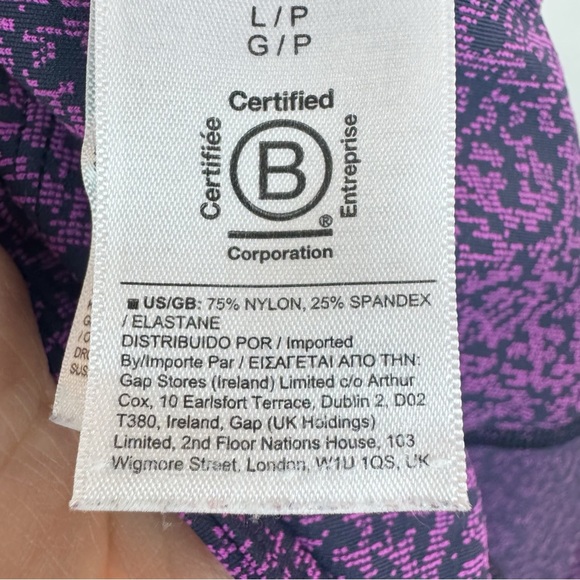 L / P
G / P
Certified
Certifiée
B
Entreprise
®
Corporation
US/GB: 75% NYLON, 25% SPANDEX
/ ELASTANE
DISTRIBUIDO POR / Imported
By/Importe Par / ΕΙΣΑΓΕΤΑΙ ΑΠΟ ΤΗΝ:
Gap Stores (Ireland) Limited c/o Arthur
Cox, 10 Earlsfort Terrace, Dublin 2, D02
T380, Ireland, Gap (UK Holdings)
Limited, 2nd Floor Nations House, 103
Wigmore Street, London, W1U 1QS, UK